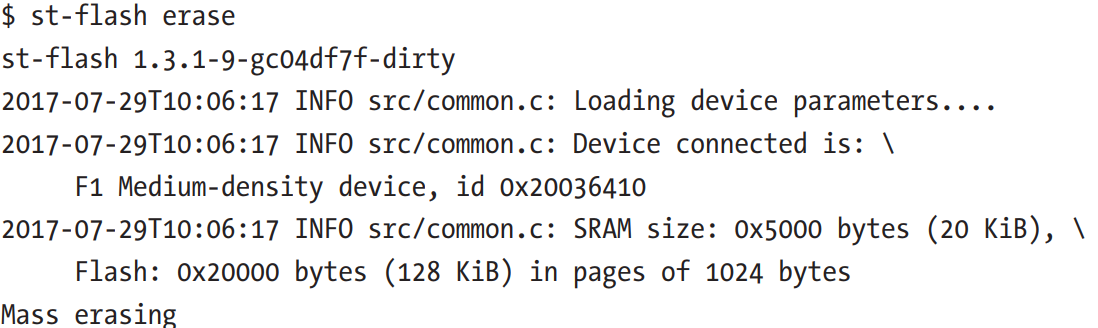 $ st-flash erase
st-flash 1.3.1-9-gc04df7f-dirty
2017-07-29T10:06:17 INFO src/common.c: Loading device parameters....
2017-07-29T10:06:17 INFO src/common.c: Device connected is: \
F1 Medium-density device, id 0x20036410
2017-07-29T10:06:17 INFO src/common.c: SRAM size: 0x5000 bytes (20 KiB), \
Flash: 0x20000 bytes (128 KiB) in pages of 1024 bytes
Mass erasing